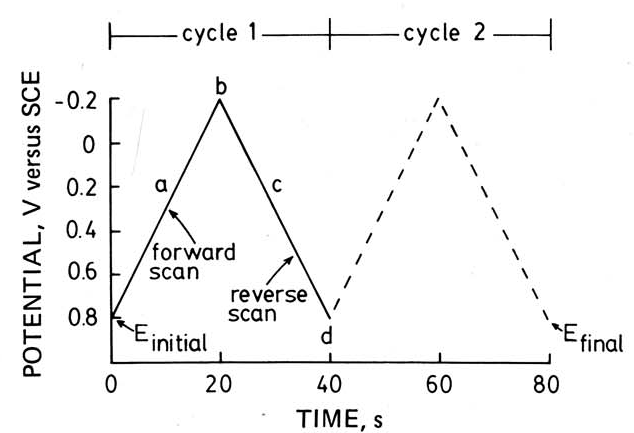 cycle 1 cycle 2
b
-0.2
0
a c
0.2
0.4
forward
scan
0.6
reverse
scan
0.8
E initial
d
E final
0 20 40 60 80
TIME, s
POTENTIAL, V versus SCE